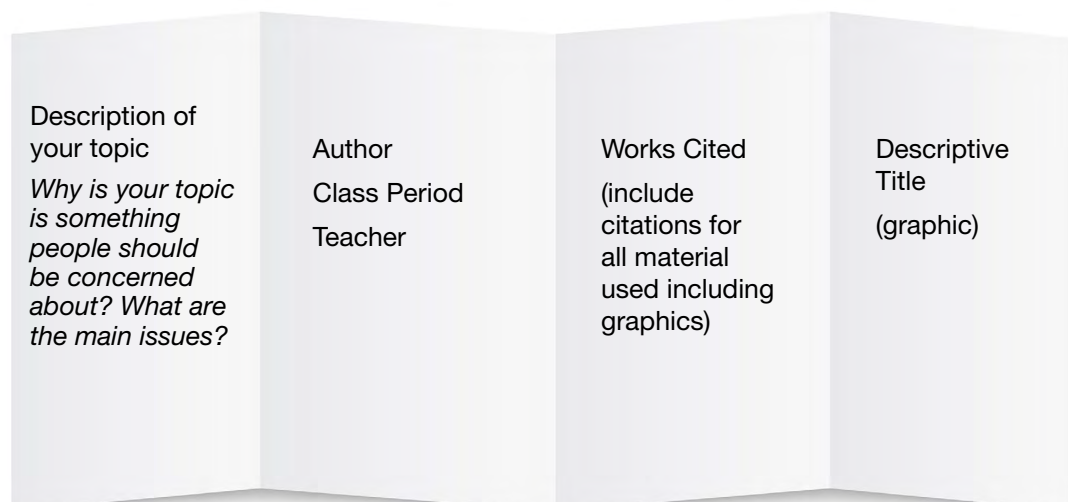 Description of
your topic
Why is your topic
is something
people should
be concerned
about? What are
the main issues?
Author
Class Period
Teacher
Works Cited
(include
citations for
all material
used including
graphics)
Descriptive
Title
(graphic)